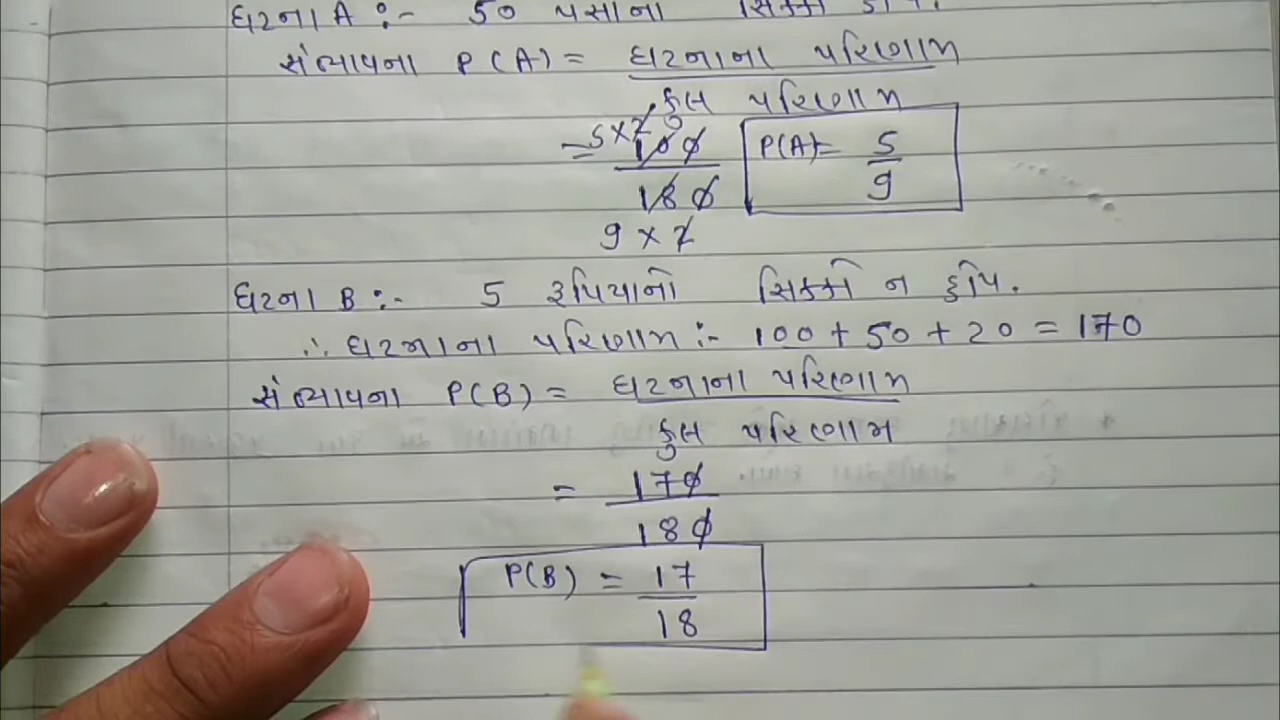 ઘટના A :- 50 પૈસાના સિક્કો હોય.
સંભાવના P(A) = ઘટનાના પરિણામ
કુલ પરિણામ
= 5×2 100
180
9 × 2
P(A) = 5
9
ઘટના B :- 5 રૂપિયાનો સિક્કો ન હોય.
∴ ઘટનાના પરિણામ :- 100 + 50 + 20 = 170
સંભાવના P(B) = ઘટનાના પરિણામ
કુલ પરિણામ
= 170
180
P(B) = 17
18